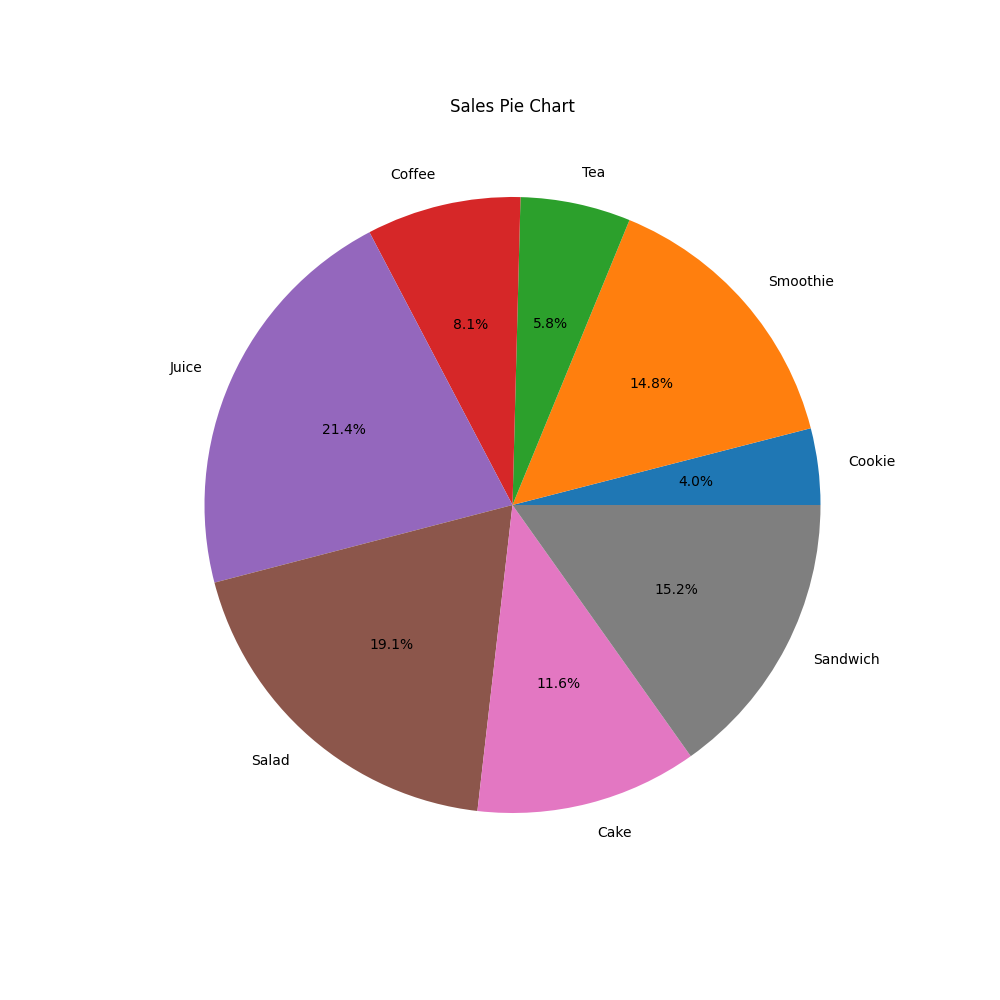 Sales Pie Chart
Tea
Coffee
Smoothie
8.1%
5.8%
Juice
14.8%
21.4%
Cookie
4.0%
15.2%
19.1%
Sandwich
11.6%
Salad
Cake